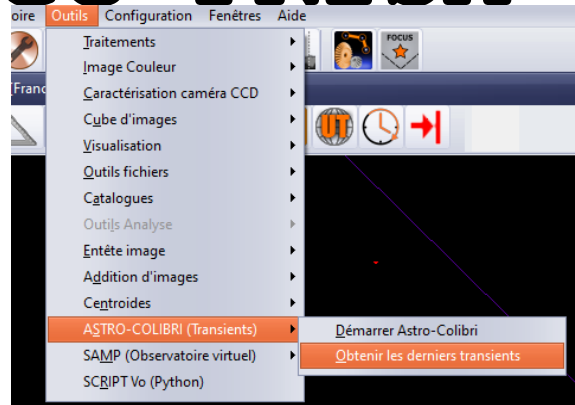 oire Outils Configuration Fenêtres Aide
FOCUS
Traitements
Image Couleur
(Franc
Caractérisation caméra CCD
Cube d'images
UT
Visualisation
Outils fichiers
Catalogues
Outils Analyse
Entête image
Addition d'images
Centroides
ASTRO-COLIBRI (Transients)
Démarrer Astro-Colibri
SAMP (Observatoire virtuel)
Obtenir les derniers transients
SCRIPT Vo (Python)